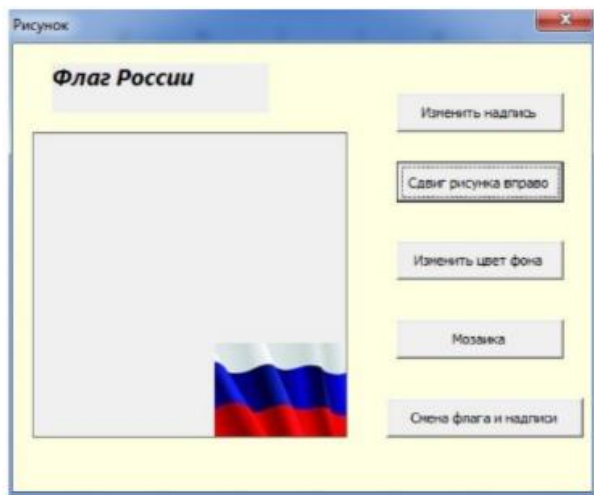 Рисунок
Флаг России
Изменить надпись
Сдвиг рисунка вправо
Изменить цвет фона
Мозаика
Смена флага и надписи